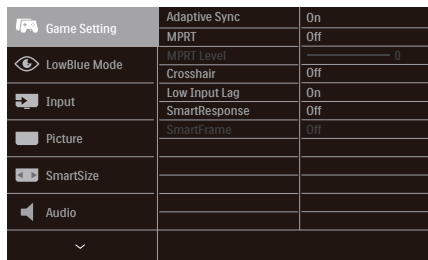 Game Setting
LowBlue Mode
Input
Picture
SmartSize
Audio
Adaptive Sync On
MPRT Off
MPRT Level 0
Crosshair Off
Low Input Lag On
SmartResponse Off
SmartFrame Off